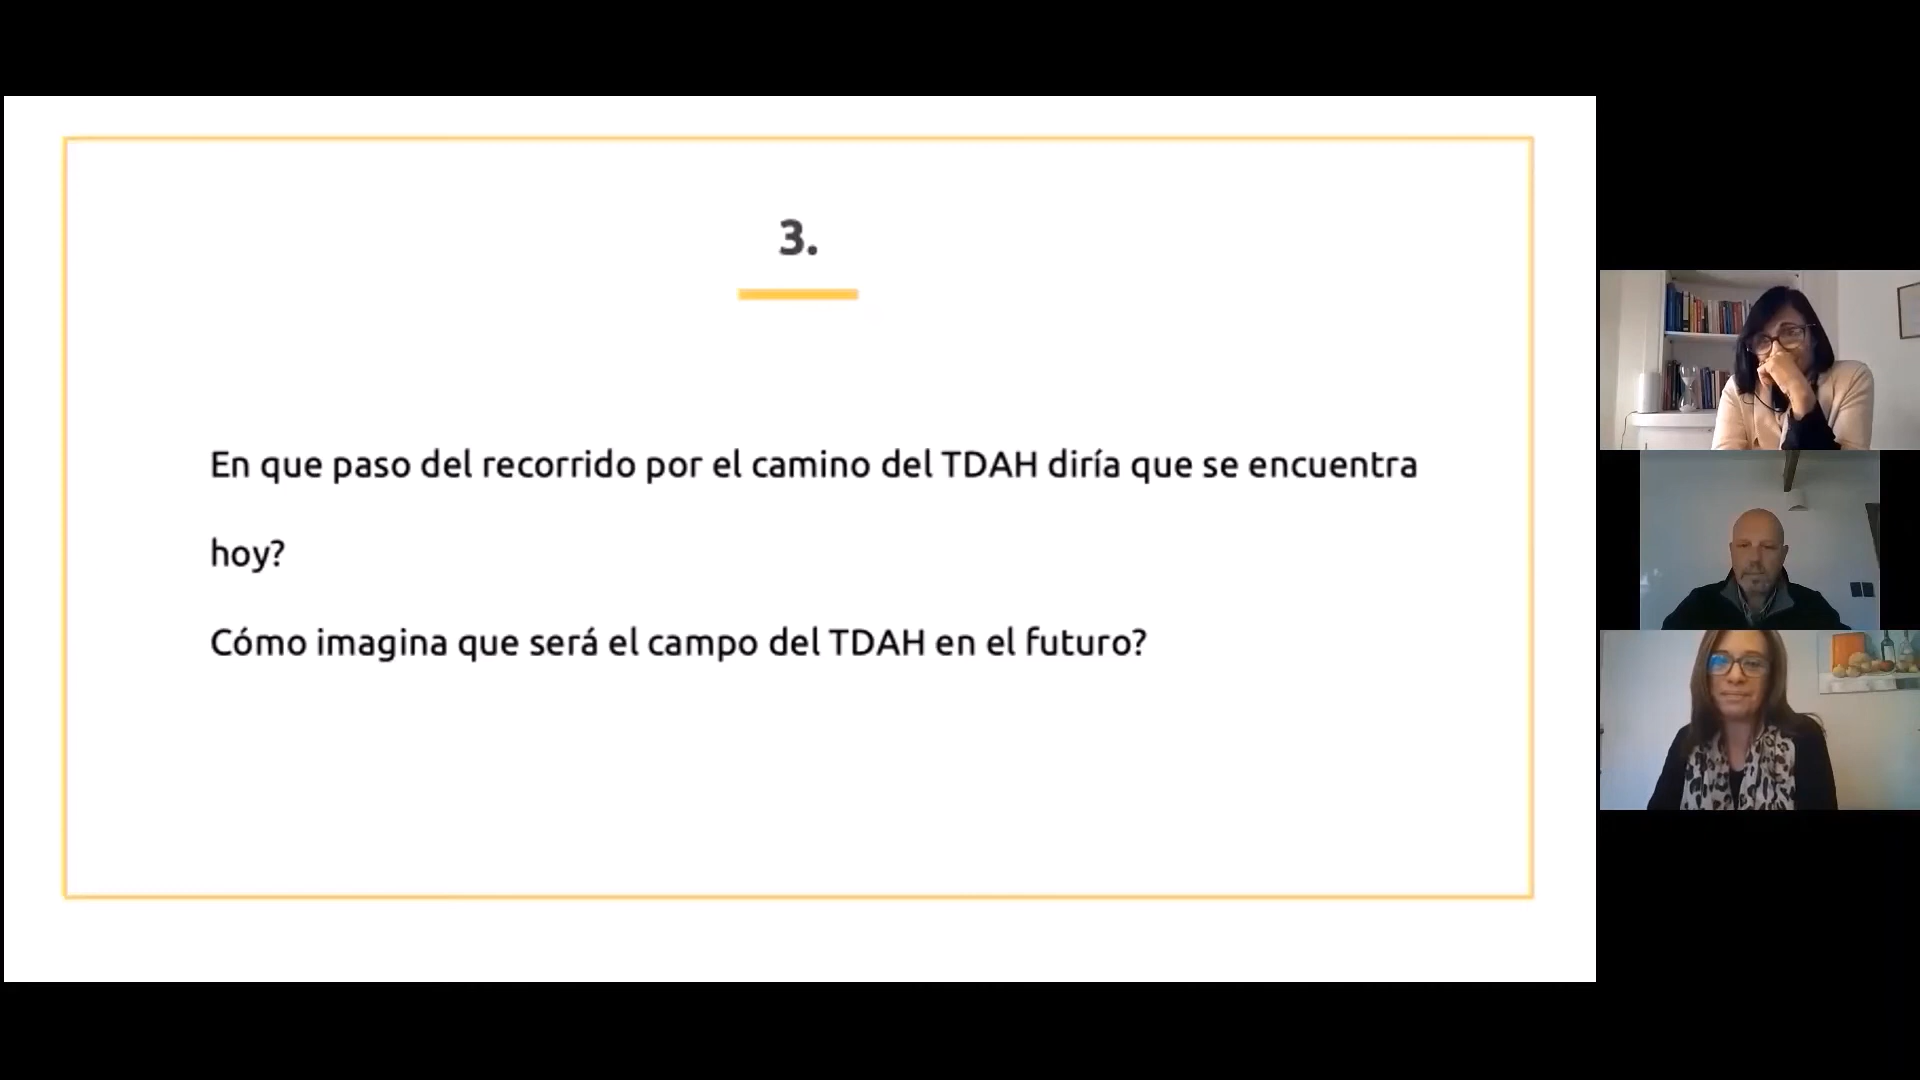 3.
En que paso del recorrido por el camino del TDAH diría que se encuentra
hoy?
Cómo imagina que será el campo del TDAH en el futuro?